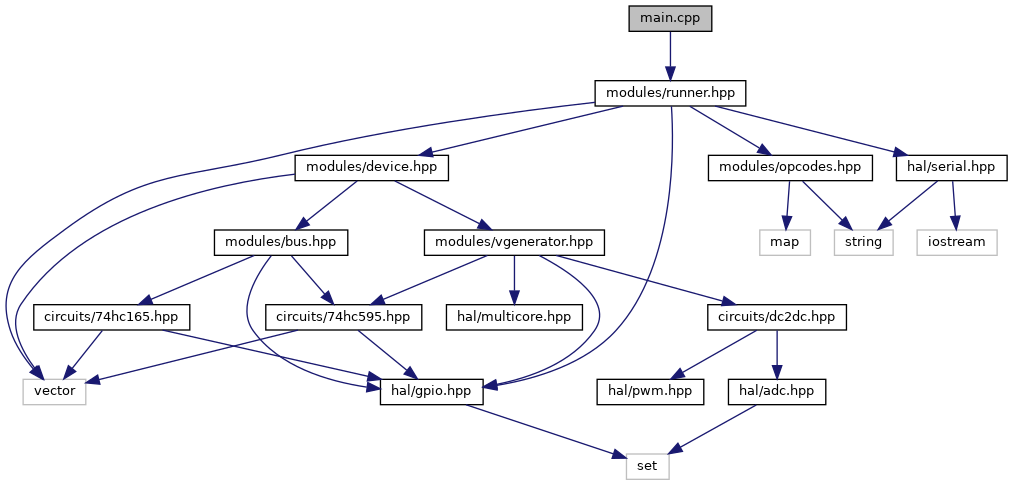 main.cpp
modules/runner.hpp
modules/device.hpp
modules/opcodes.hpp
hal/serial.hpp
modules/bus.hpp
modules/vgenerator.hpp
map
string
iostream
circuits/74hc165.hpp
circuits/74hc595.hpp
hal/multicore.hpp
circuits/dc2dc.hpp
vector
hal/gpio.hpp
hal/pwm.hpp
hal/adc.hpp
set